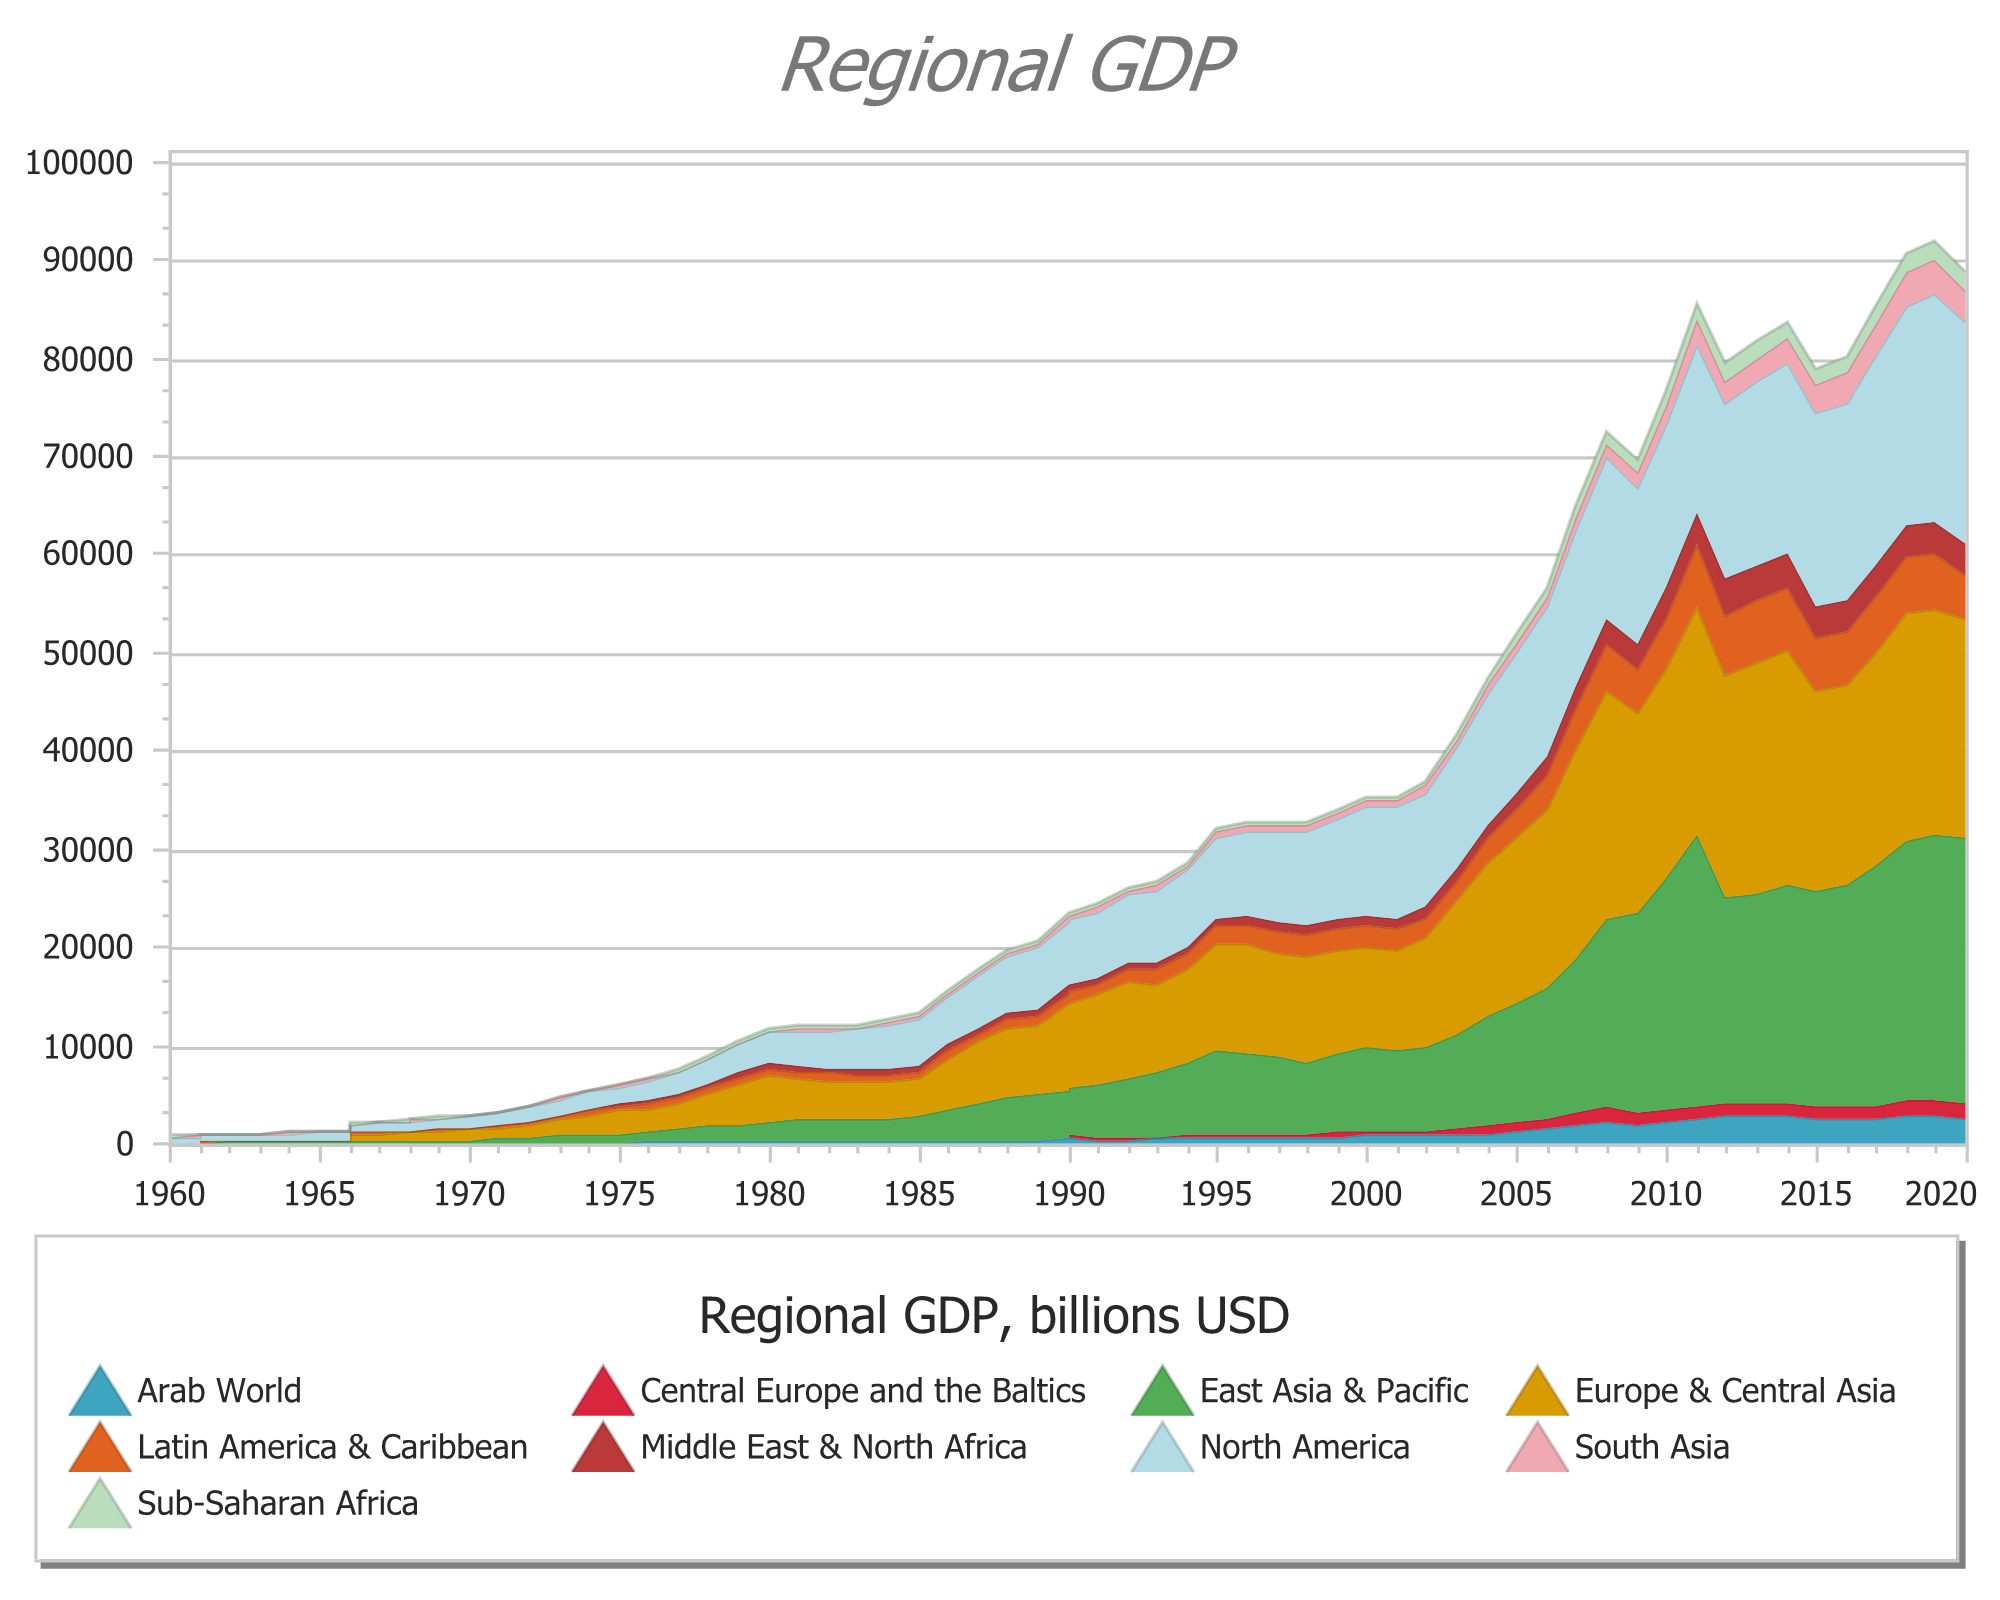 Regional GDP
100000
90000
80000
70000
60000
50000
40000
30000
20000
10000
0
1960 1965 1970 1975 1980 1985 1990 1995 2000 2005 2010 2015 2020
Regional GDP, billions USD
Arab World Central Europe and the Baltics East Asia & Pacific Europe & Central Asia
Latin America & Caribbean Middle East & North Africa North America South Asia
Sub-Saharan Africa